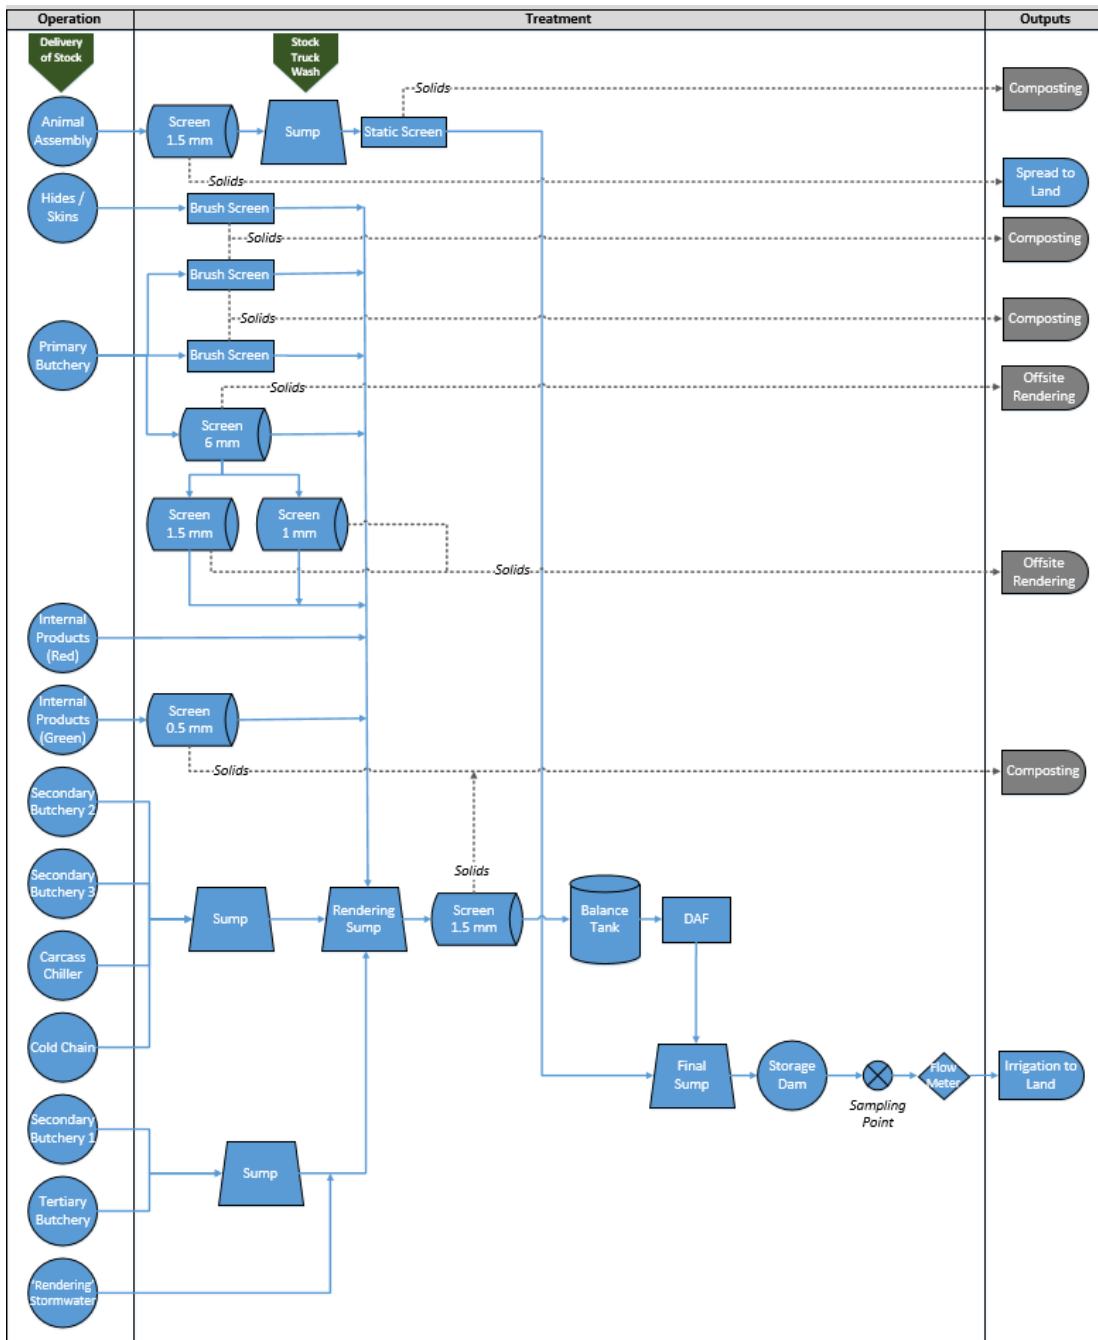 Operation
Treatment
Outputs
Delivery
of Stock
Stock
Truck
Wash
Solids
Composting
Animal
Assembly
Screen
1.5 mm
Sump
Static Screen
Solids
Spread to
Land
Hides /
Skins
Brush Screen
Solids
Composting
Brush Screen
Solids
Composting
Primary
Butchery
Brush Screen
Solids
Offsite
Rendering
Screen
6 mm
Screen
1.5 mm
Screen
1 mm
Solids
Offsite
Rendering
Internal
Products
(Red)
Internal
Products
(Green)
Screen
0.5 mm
Solids
Composting
Secondary
Butchery 2
Solids
Secondary
Butchery 3
Sump
Rendering
Sump
Screen
1.5 mm
Balance
Tank
DAF
Carcass
Chiller
Cold Chain
Final
Sump
Storage
Dam
Sampling
Point
Flow
Meter
Irrigation to
Land
Secondary
Butchery 1
Sump
Tertiary
Butchery
'Rendering'
Stormwater